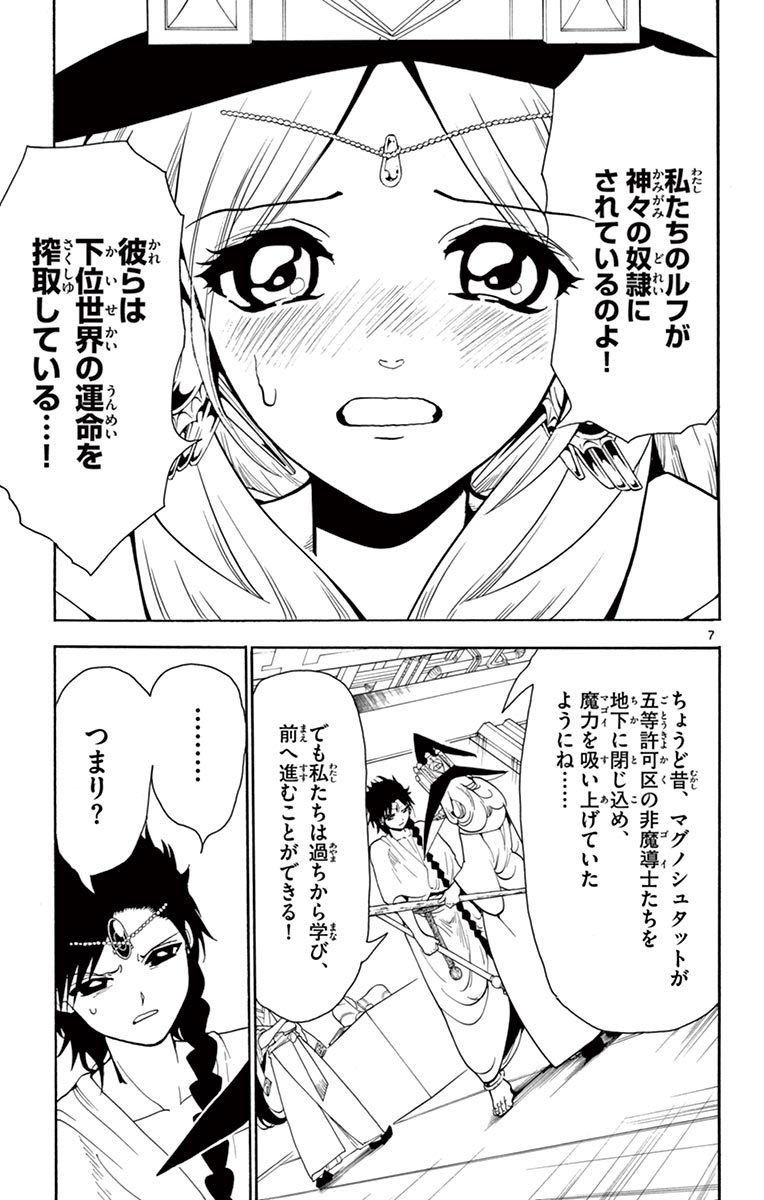 私たちのルフが
神々の奴隷に
されているのよ！
彼らは
下位世界の運命を
搾取している…！
7
ちょうど昔、マグノシュタットが
五等許可区の非魔導士たちを
地下に閉じ込め、
魔力を吸い上げていた
ようにね……
でも私たちは過ちから学び、
前へ進むことができる！
………
つまり？